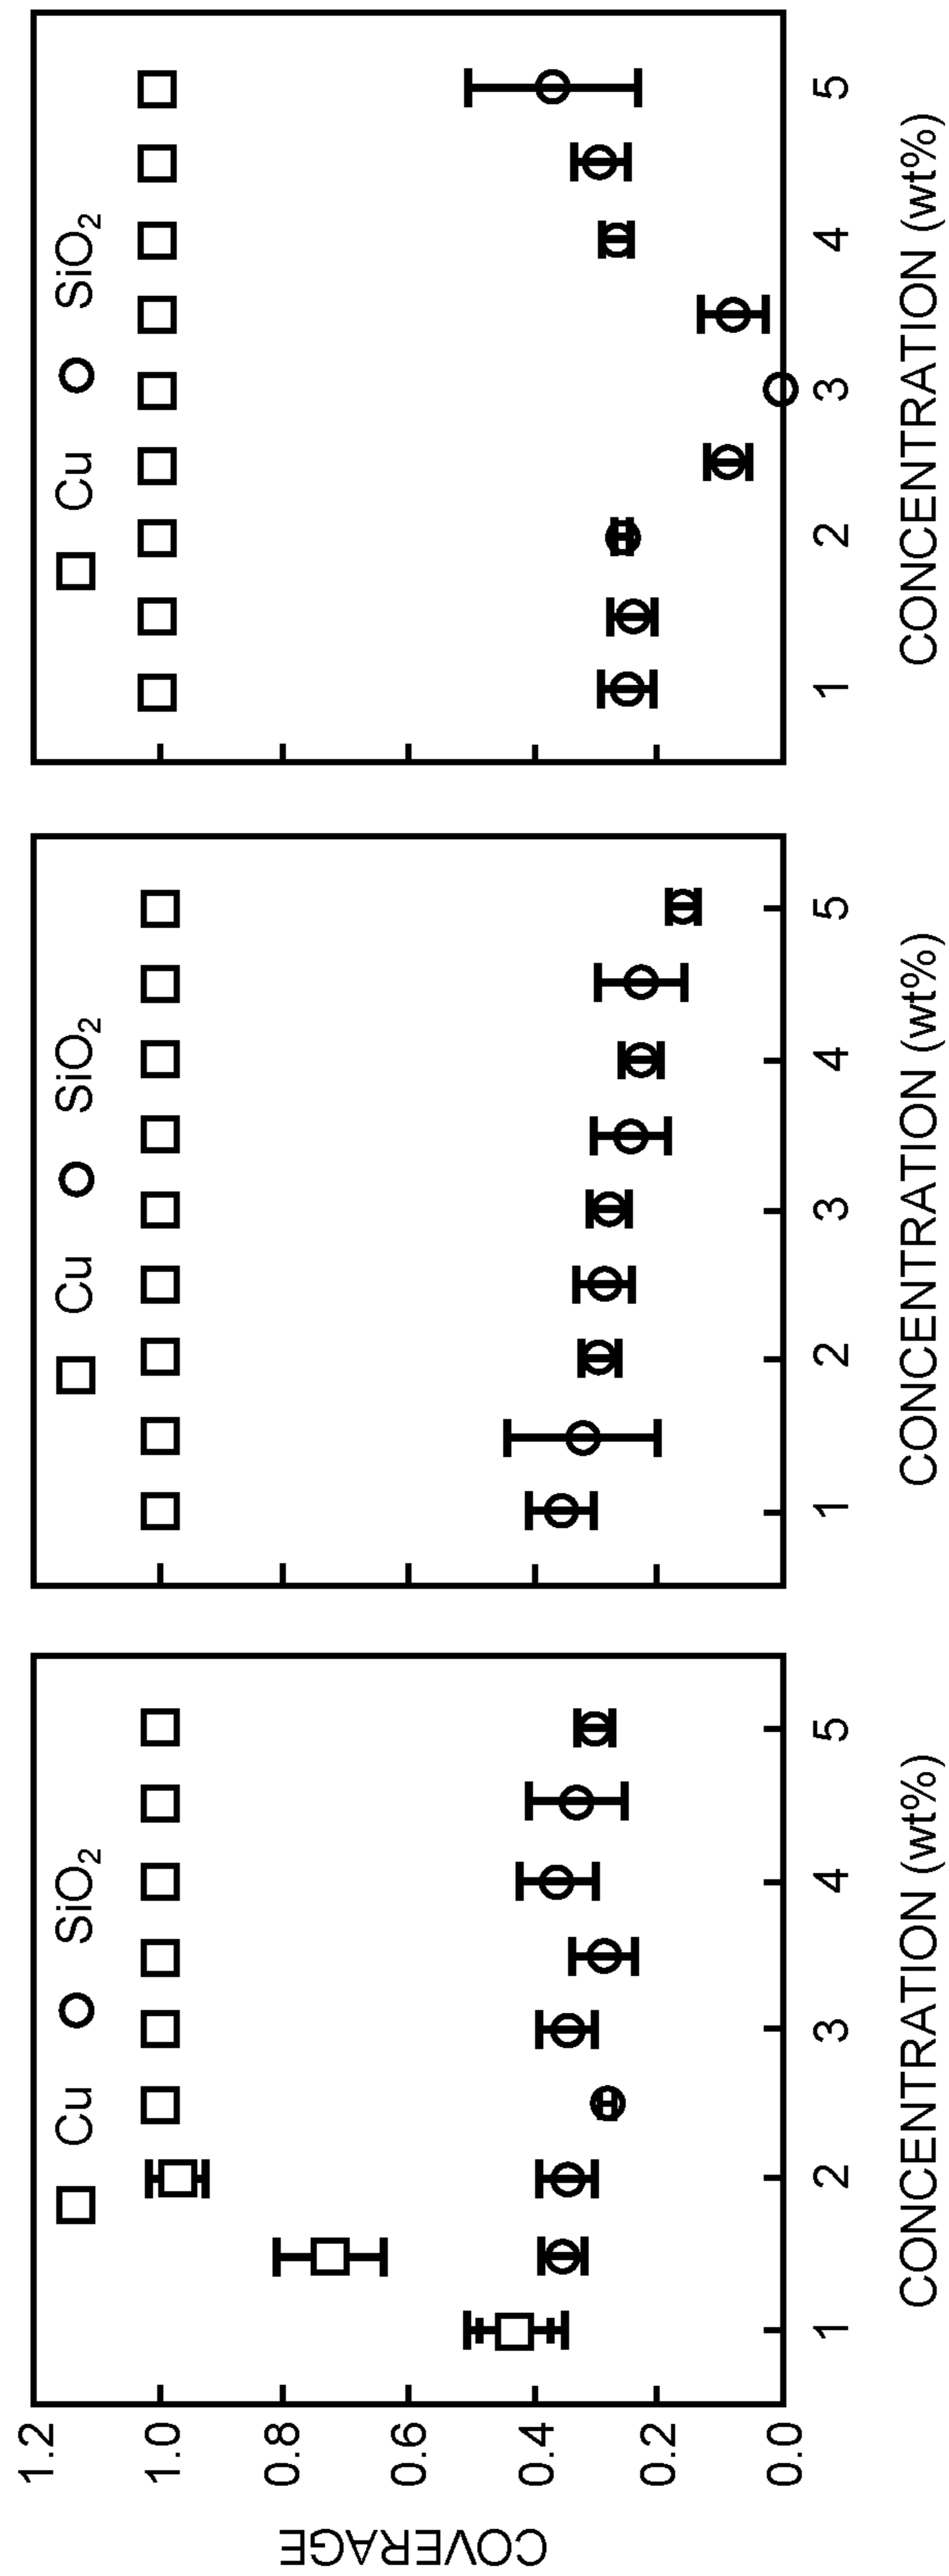 Cu SiO2
Cu SiO2
Cu SiO2
COVERAGE
1.2
1.0
0.8
0.6
0.4
0.2
0.0
1 2 3 4 5
1 2 3 4 5
1 2 3 4 5
CONCENTRATION (wt%)
CONCENTRATION (wt%)
CONCENTRATION (wt%)